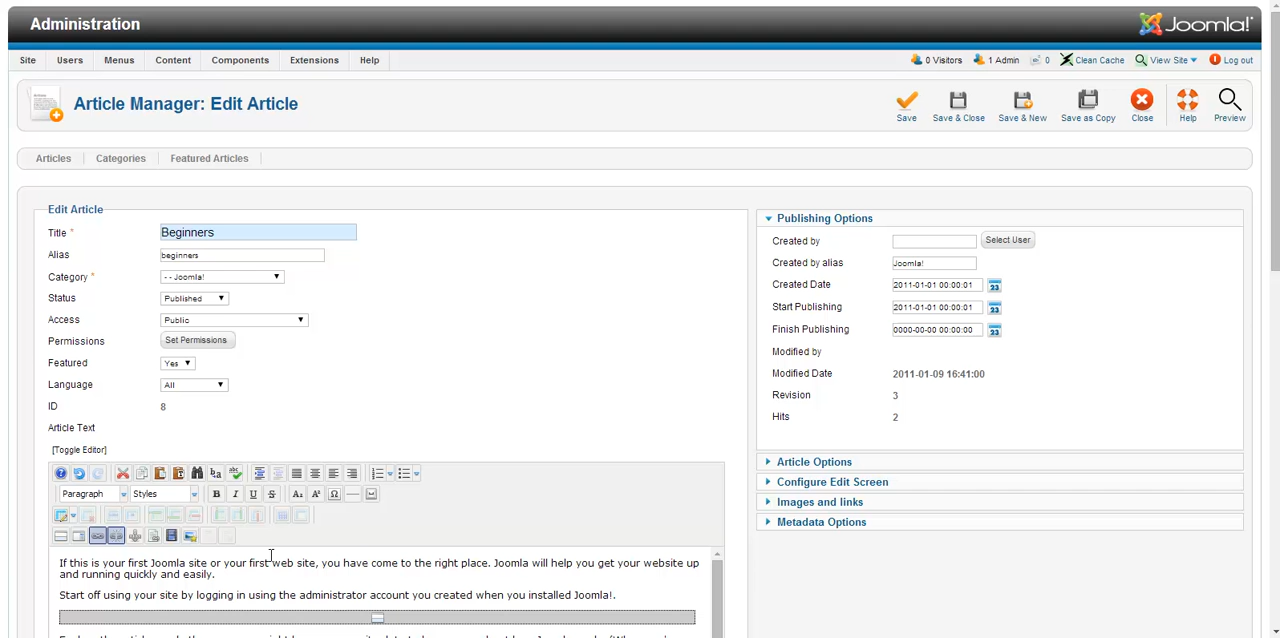 Administration
Joomla!
Site Users Menus Content Components Extensions Help
0 Visitors 1 Admin 0 Clean Cache View Site Log out
Article Manager: Edit Article
Save Save & Close Save & New Save as Copy Close Help Preview
Articles Categories Featured Articles
Edit Article
Title * Beginners
Alias beginners
Category * - - Joomla!
Status Published
Access Public
Permissions Set Permissions
Featured Yes
Language All
ID 8
Article Text
[Toggle Editor]
Paragraph Styles B I U S
If this is your first Joomla site or your first web site, you have come to the right place. Joomla will help you get your website up
and running quickly and easily.
Start off using your site by logging in using the administrator account you created when you installed Joomla!.
Publishing Options
Created by Select User
Created by alias Joomla!
Created Date 2011-01-01 00:00:01 23
Start Publishing 2011-01-01 00:00:01 23
Finish Publishing 0000-00-00 00:00:00 23
Modified by
Modified Date 2011-01-09 16:41:00
Revision 3
Hits 2
Article Options
Configure Edit Screen
Images and links
Metadata Options